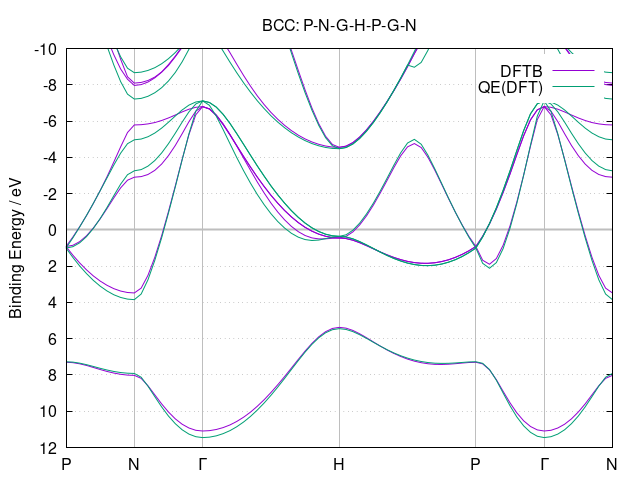 BCC: P-N-G-H-P-G-N
DFTB
QE(DFT)
Binding Energy / eV
-10
-8
-6
-4
-2
0
2
4
6
8
10
12
P N Γ H P Γ N